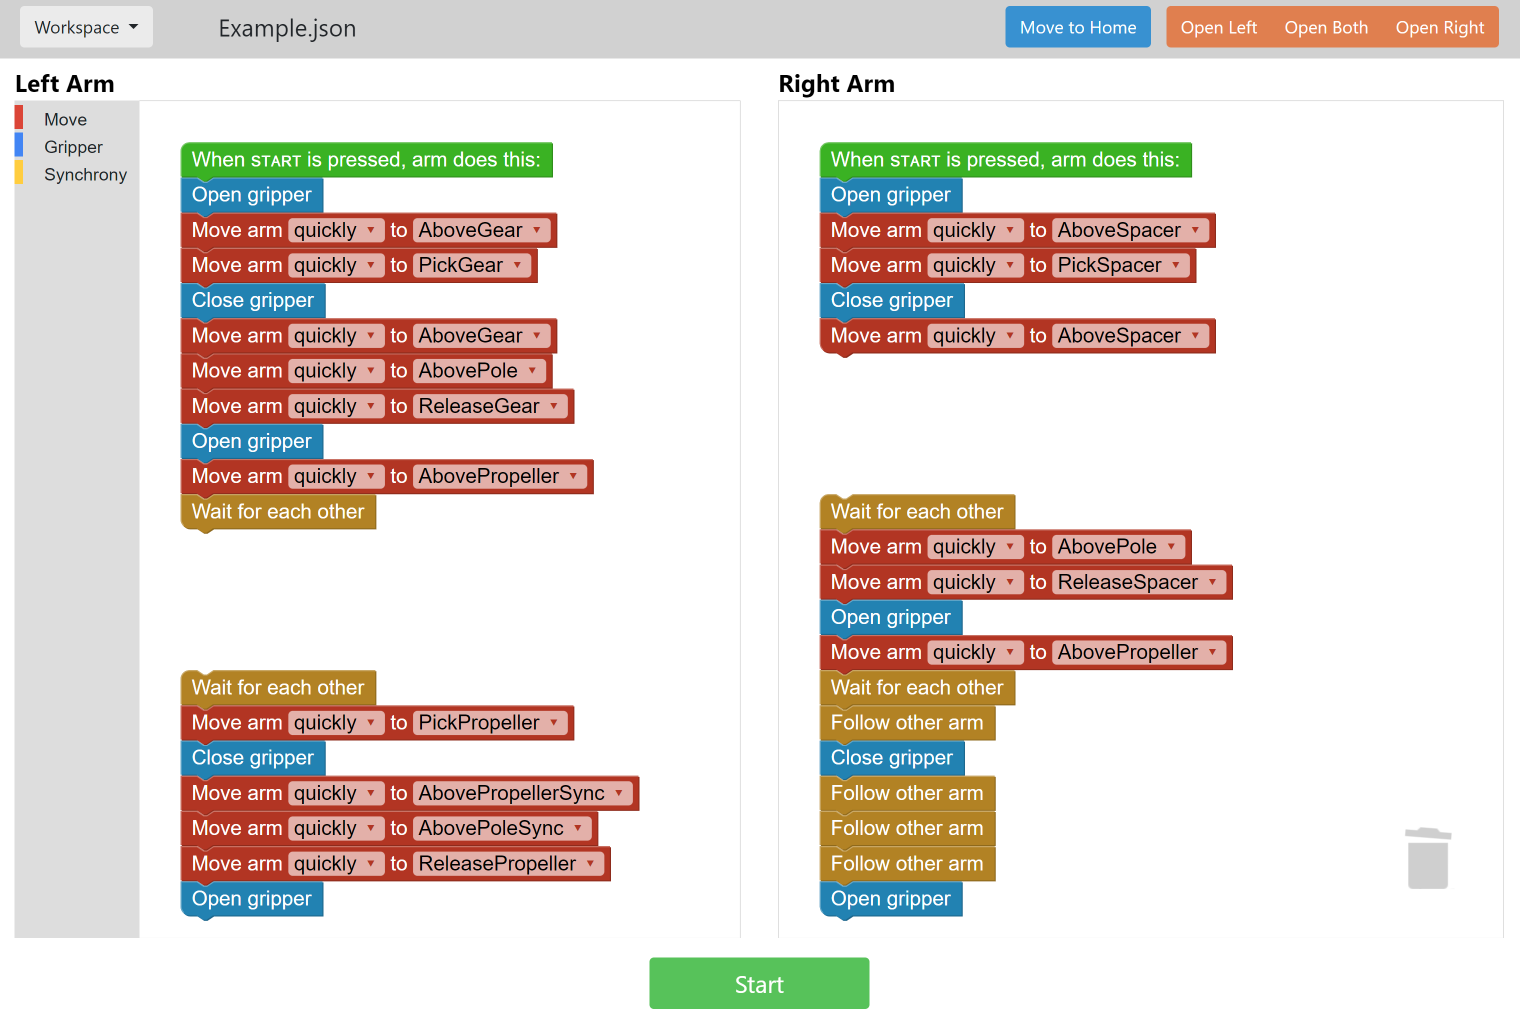 Workspace
Example.json
Move to Home
Open Left
Open Both
Open Right
Left Arm
Move
Gripper
Synchrony
When START is pressed, arm does this:
Open gripper
Move arm quickly to AboveGear
Move arm quickly to PickGear
Close gripper
Move arm quickly to AboveGear
Move arm quickly to AbovePole
Move arm quickly to ReleaseGear
Open gripper
Move arm quickly to AbovePropeller
Wait for each other
Wait for each other
Move arm quickly to PickPropeller
Close gripper
Move arm quickly to AbovePropellerSync
Move arm quickly to AbovePoleSync
Move arm quickly to ReleasePropeller
Open gripper
Right Arm
When START is pressed, arm does this:
Open gripper
Move arm quickly to AboveSpacer
Move arm quickly to PickSpacer
Close gripper
Move arm quickly to AboveSpacer
Wait for each other
Move arm quickly to AbovePole
Move arm quickly to ReleaseSpacer
Open gripper
Move arm quickly to AbovePropeller
Wait for each other
Follow other arm
Close gripper
Follow other arm
Follow other arm
Follow other arm
Open gripper
Start